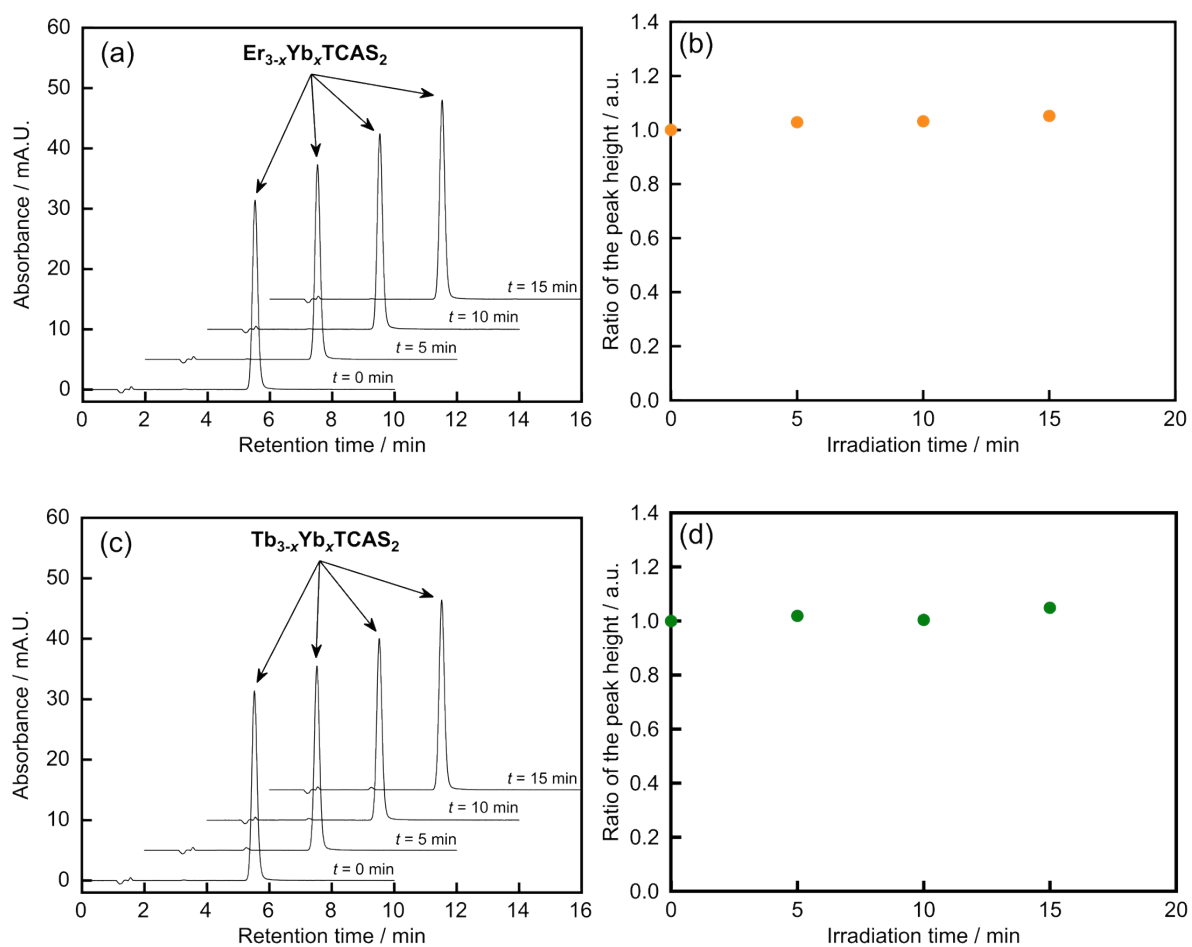 (a)
Er3-xYbxTCAS2
60
50
40
30
20
10
0
Absorbance / mA.U.
t = 15 min
t = 10 min
t = 5 min
t = 0 min
0 2 4 6 8 10 12 14 16
Retention time / min
(b)
1.4
1.2
1.0
0.8
0.6
0.4
0.2
0.0
Ratio of the peak height / a.u.
0 5 10 15 20
Irradiation time / min
(c)
Tb3-xYbxTCAS2
60
50
40
30
20
10
0
Absorbance / mA.U.
t = 15 min
t = 10 min
t = 5 min
t = 0 min
0 2 4 6 8 10 12 14 16
Retention time / min
(d)
1.4
1.2
1.0
0.8
0.6
0.4
0.2
0.0
Ratio of the peak height / a.u.
0 5 10 15 20
Irradiation time / min